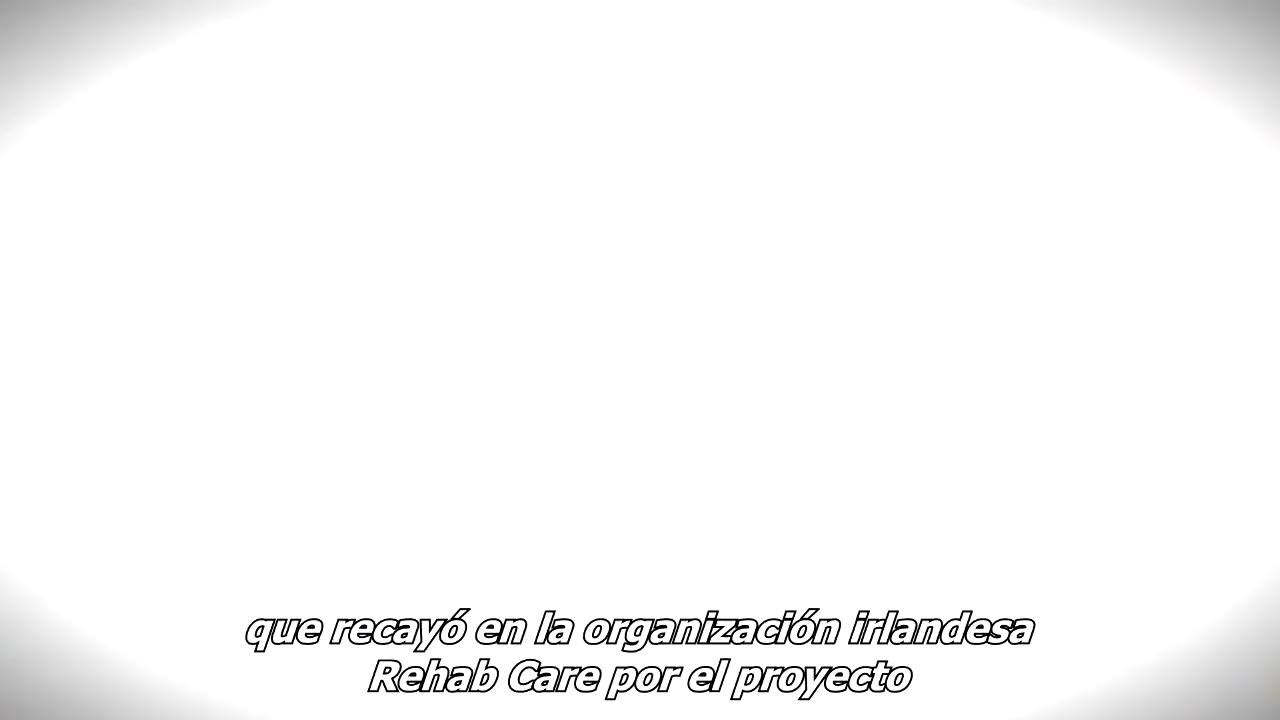 que recayó en la organización irlandesa
Rehab Care por el proyecto